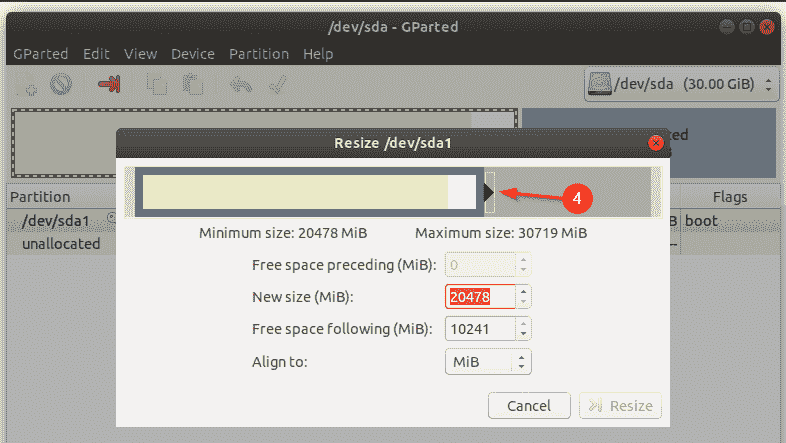 /dev/sda - GParted
GParted Edit View Device Partition Help
/dev/sda (30.00 GiB)
Resize /dev/sda1
4
Minimum size: 20478 MiB Maximum size: 30719 MiB
Partition Flags
/dev/sda1 B boot
unallocated --
Free space preceding (MiB): 0
New size (MiB): 20478
Free space following (MiB): 10241
Align to: MiB
Cancel Resize